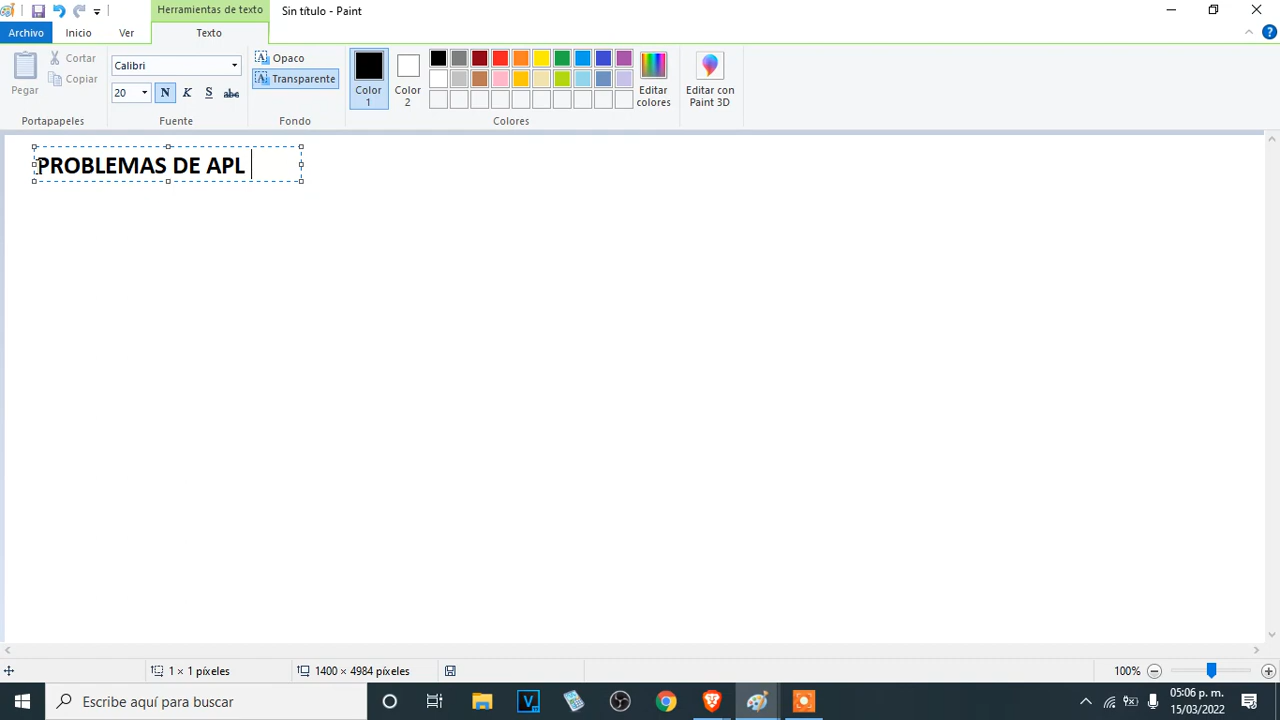 Herramientas de texto
Sin título - Paint
Archivo
Inicio
Ver
Texto
Pegar
Cortar
Copiar
Portapapeles
Calibri
20
N K S abc
Fuente
Opaco
Transparente
Fondo
Color 1
Color 2
Editar colores
Colores
Editar con Paint 3D
PROBLEMAS DE APL
1 × 1 píxeles
1400 × 4984 píxeles
100%
Escribe aquí para buscar
05:06 p. m.
15/03/2022